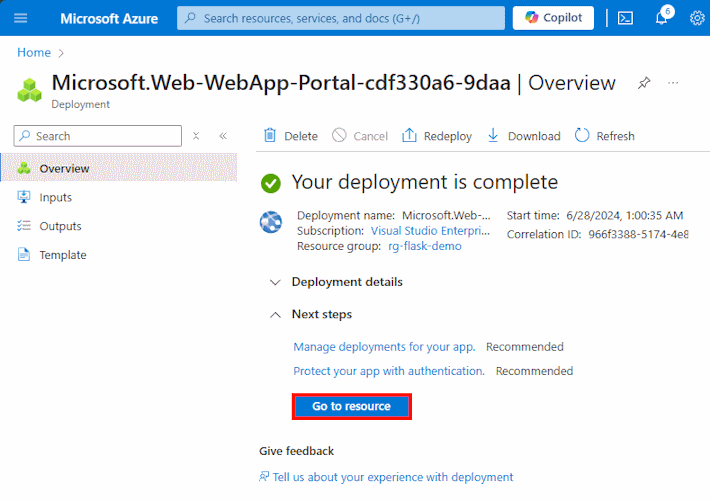 Microsoft Azure
Search resources, services, and docs (G+/)
Copilot
6
Home
Microsoft.Web-WebApp-Portal-cdf330a6-9daa | Overview
Deployment
Search
Delete
Cancel
Redeploy
Download
Refresh
Overview
Inputs
Outputs
Template
Your deployment is complete
Deployment name: Microsoft.Web-...
Subscription: Visual Studio Enterpri...
Resource group: rg-flask-demo
Start time: 6/28/2024, 1:00:35 AM
Correlation ID: 966f3388-5174-4e8
Deployment details
Next steps
Manage deployments for your app. Recommended
Protect your app with authentication. Recommended
Go to resource
Give feedback
Tell us about your experience with deployment